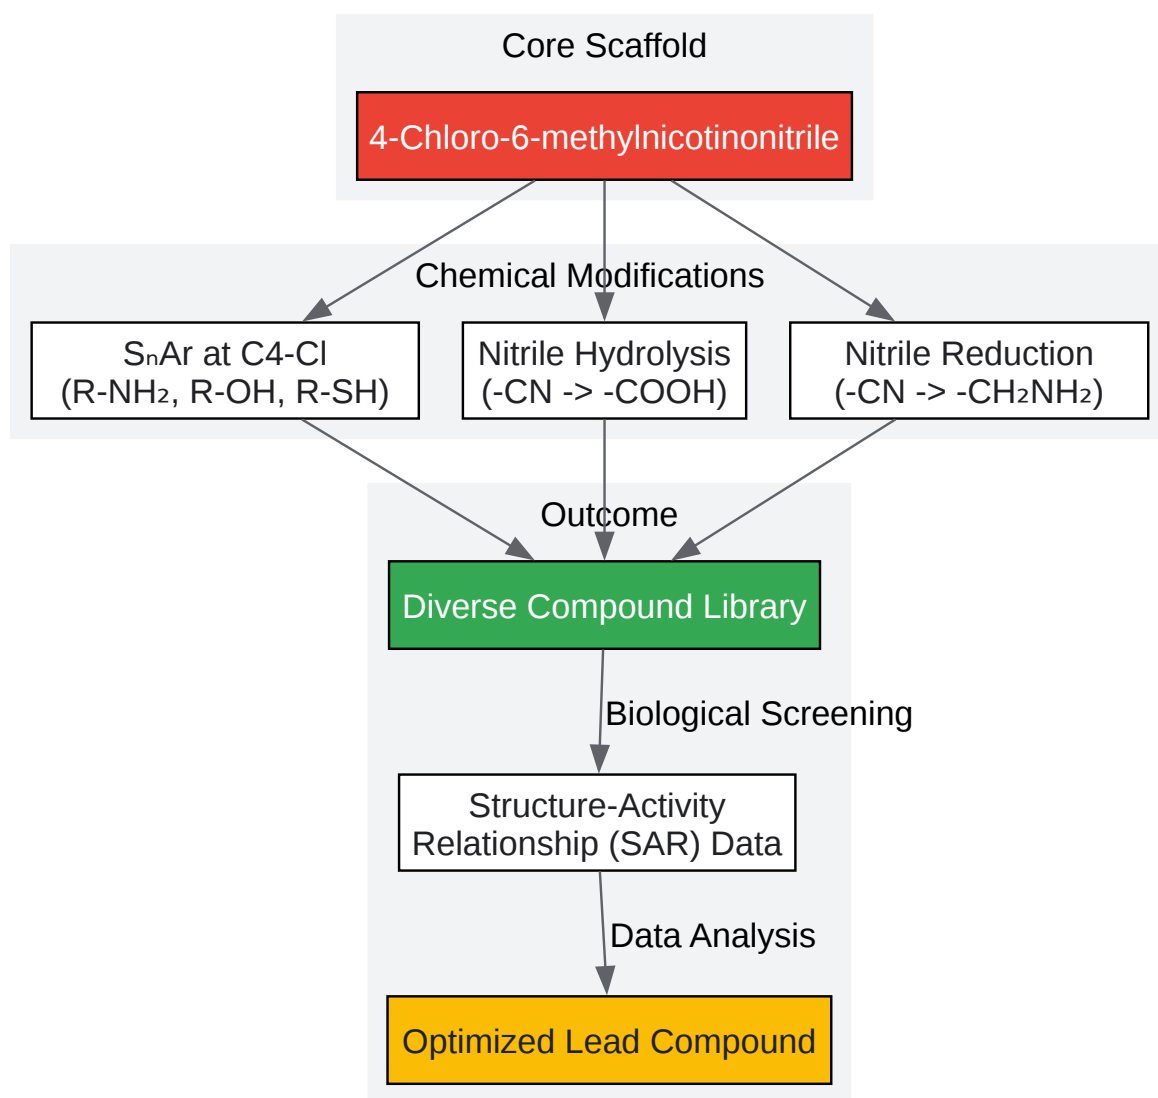 Core Scaffold
4-Chloro-6-methylnicotinonitrile
Chemical Modifications
SₙAr at C4-Cl
(R-NH₂, R-OH, R-SH)
Nitrile Hydrolysis
(-CN -> -COOH)
Nitrile Reduction
(-CN -> -CH₂NH₂)
Outcome
Diverse Compound Library
Biological Screening
Structure-Activity
Relationship (SAR) Data
Data Analysis
Optimized Lead Compound